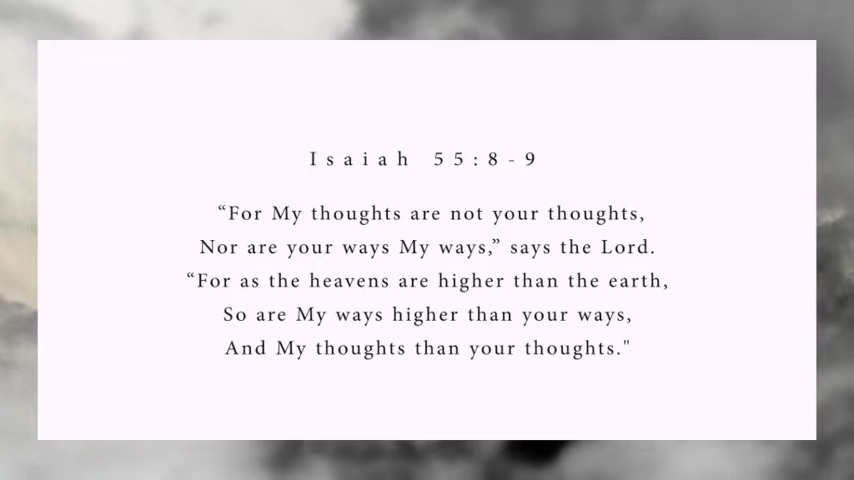 Isaiah 55:8-9
“For My thoughts are not your thoughts,
Nor are your ways My ways,” says the Lord.
“For as the heavens are higher than the earth,
So are My ways higher than your ways,
And My thoughts than your thoughts."